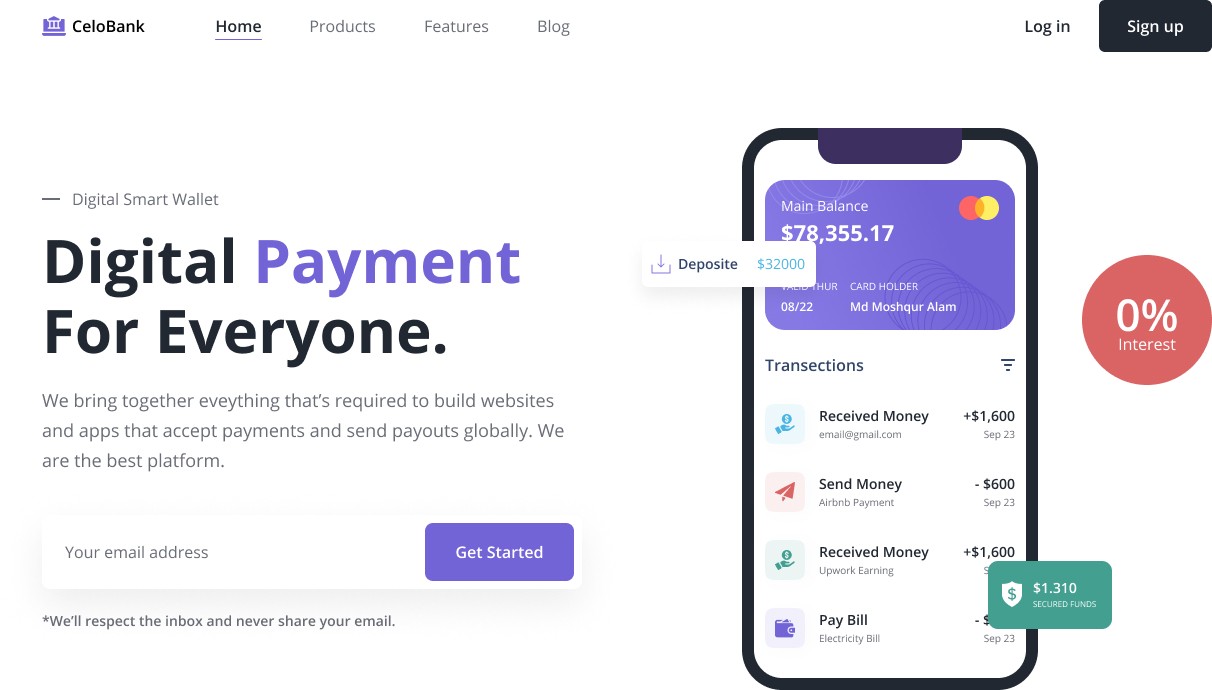 CeloBank
Home
Products
Features
Blog
Log in
Sign up
Digital Smart Wallet
Digital Payment
For Everyone.
We bring together eveything that’s required to build websites
and apps that accept payments and send payouts globally. We
are the best platform.
Your email address
Get Started
*We’ll respect the inbox and never share your email.
Main Balance
$78,355.17
Deposite $32000
VALID THUR CARD HOLDER
08/22 Md Moshqur Alam
0%
Interest
Transections
Received Money +$1,600
email@gmail.com Sep 23
Send Money - $600
Airbnb Payment Sep 23
Received Money +$1,600
Upwork Earning
$1.310
SECURED FUNDS
Pay Bill
Electricity Bill Sep 23